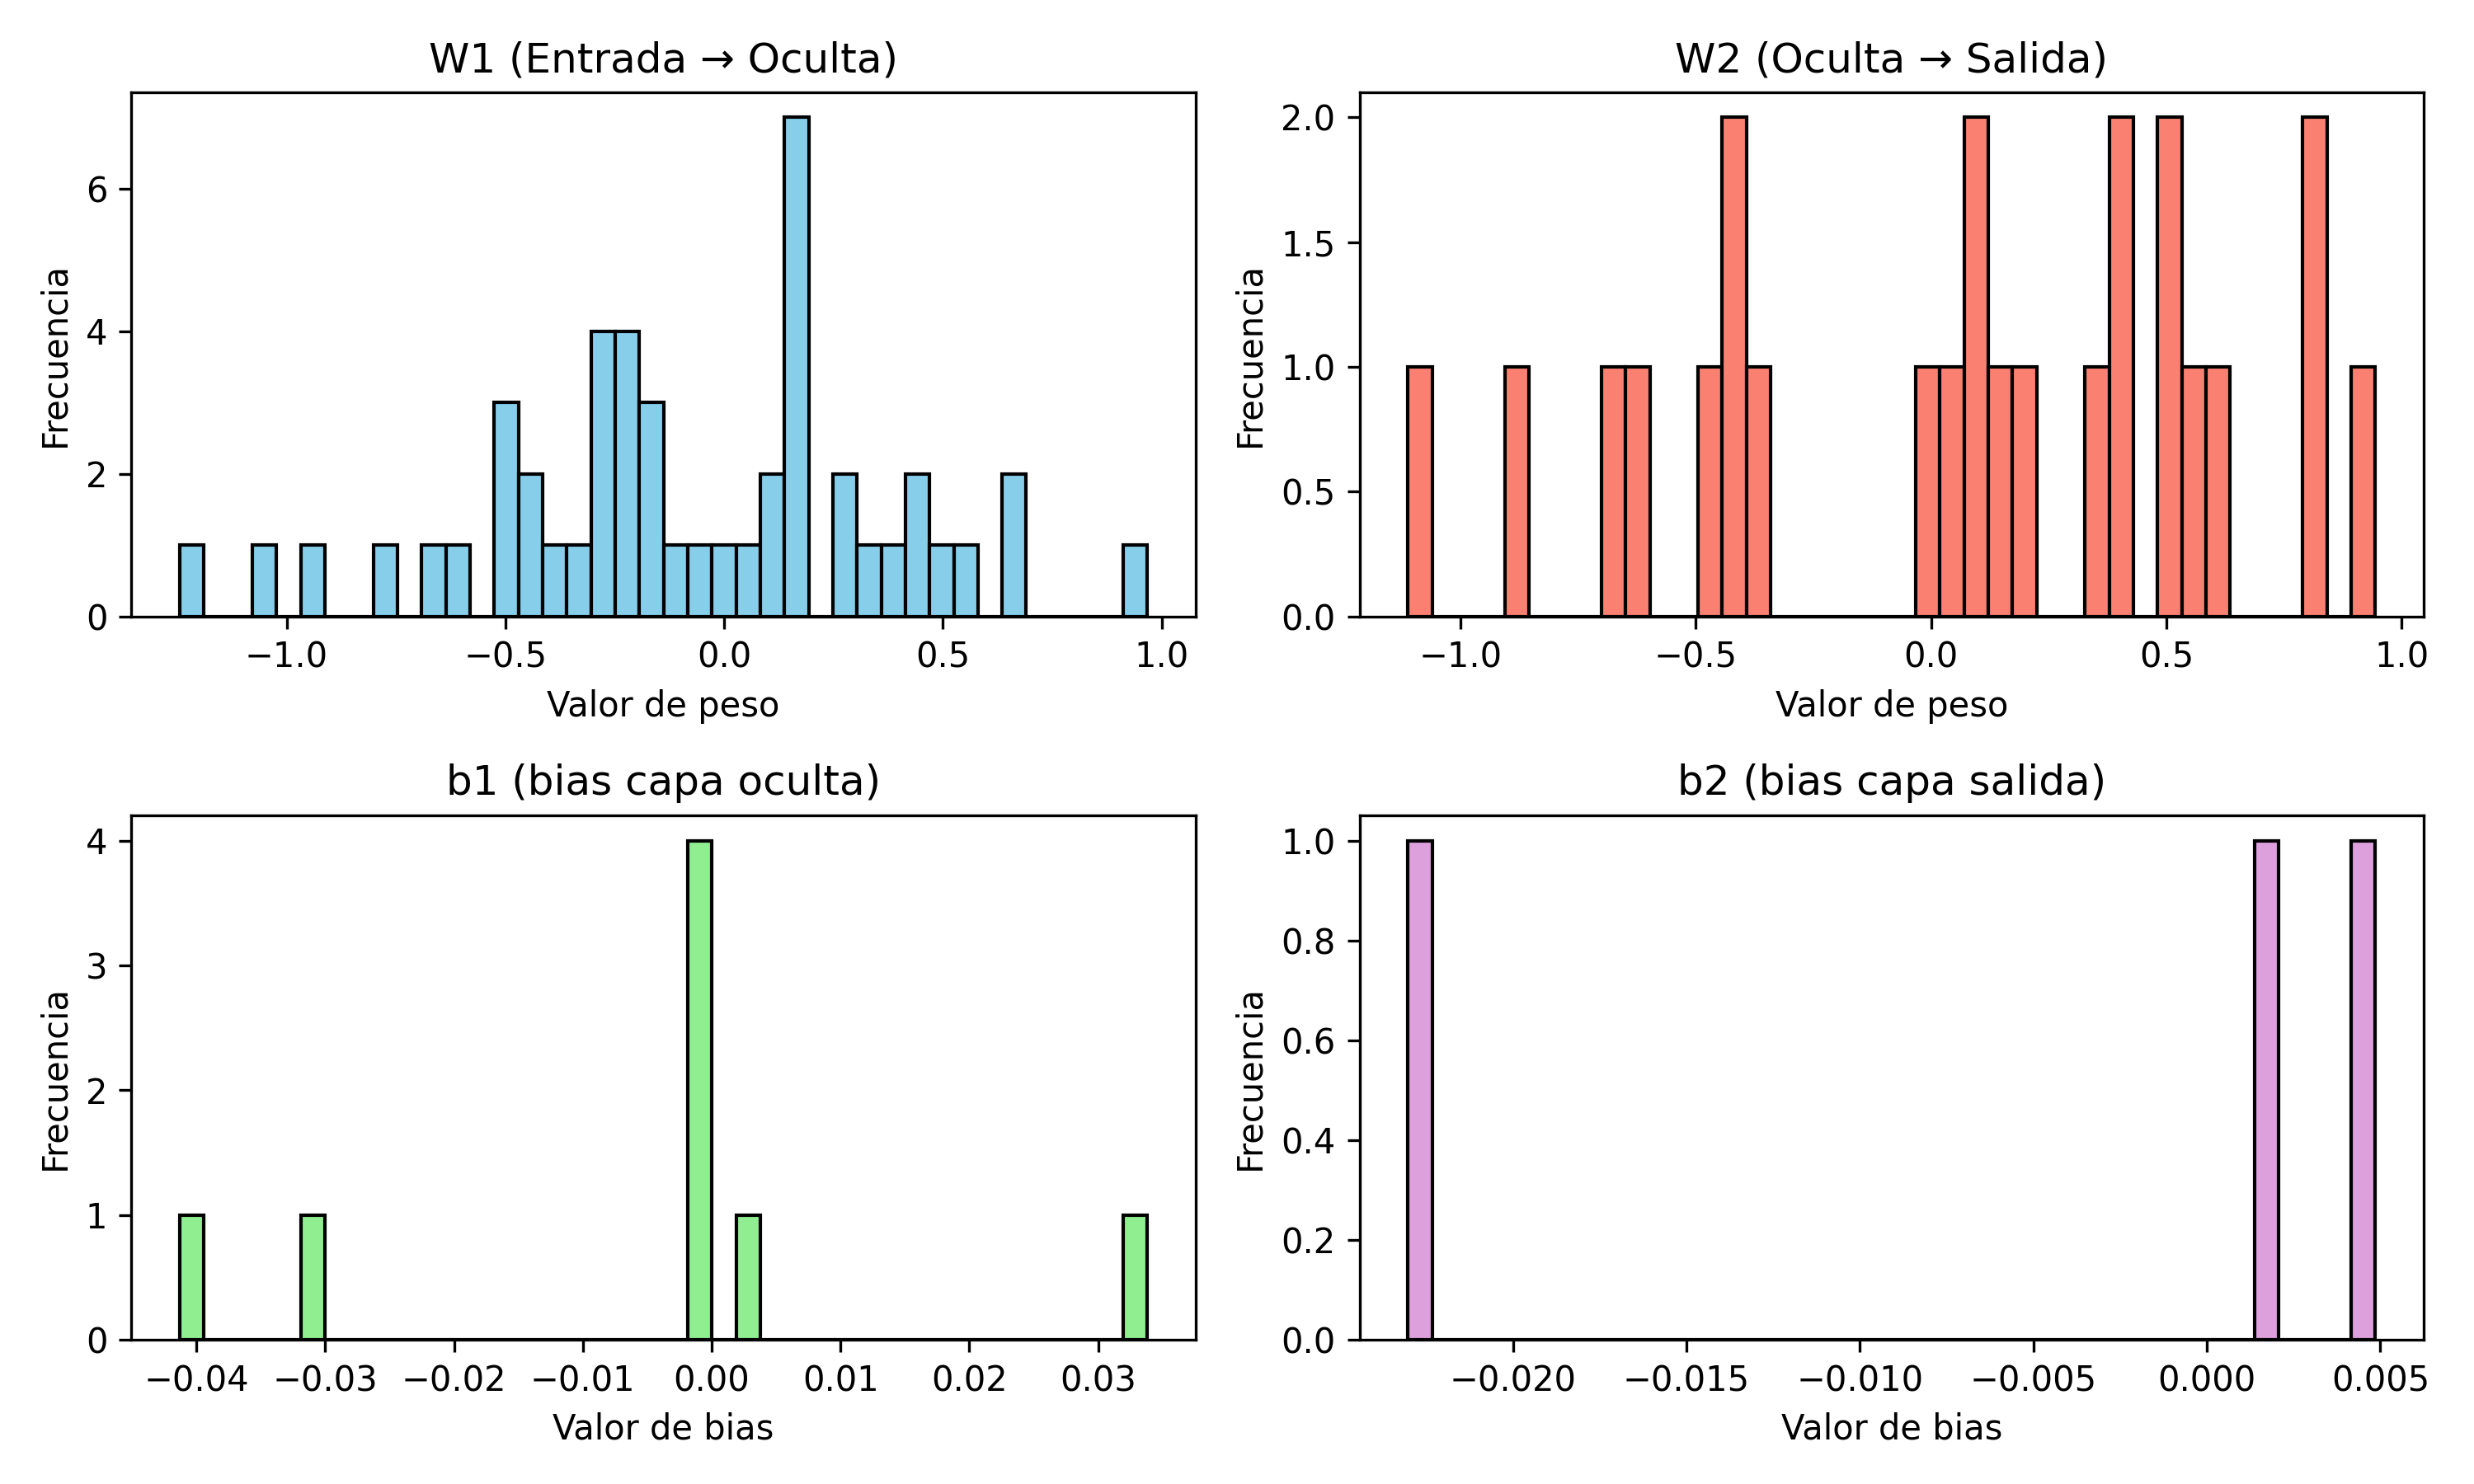 W1 (Entrada → Oculta)
Frecuencia
6
4
2
0
−1.0 −0.5 0.0 0.5 1.0
Valor de peso
W2 (Oculta → Salida)
Frecuencia
2.0
1.5
1.0
0.5
0.0
−1.0 −0.5 0.0 0.5 1.0
Valor de peso
b1 (bias capa oculta)
Frecuencia
4
3
2
1
0
−0.04 −0.03 −0.02 −0.01 0.00 0.01 0.02 0.03
Valor de bias
b2 (bias capa salida)
Frecuencia
1.0
0.8
0.6
0.4
0.2
0.0
−0.020 −0.015 −0.010 −0.005 0.000 0.005
Valor de bias